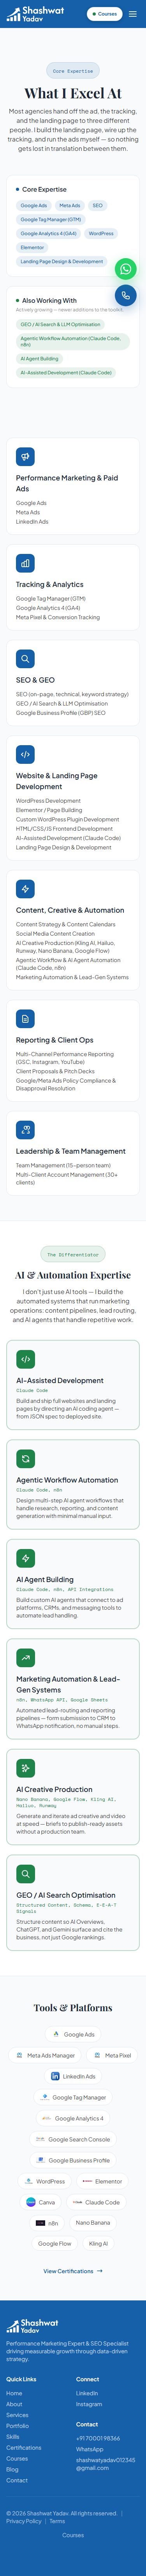 Shashwat
Yadav
Courses
Core Expertise
What I Excel At
Most agencies hand off the ad, the tracking,
and the landing page to three different
people. I build the page, write the ad, wire up the
tracking, and run the ads myself — so nothing
gets lost in translation between them.
Core Expertise
Google Ads
Meta Ads
SEO
Google Tag Manager (GTM)
Google Analytics 4 (GA4)
WordPress
Elementor
Landing Page Design & Development
Also Working With
Actively growing — newer additions to the toolkit
GEO / AI Search & LLM Optimisation
Agentic Workflow Automation (Claude Code,
n8n)
AI Agent Building
AI-Assisted Development (Claude Code)
Performance Marketing & Paid
Ads
Google Ads
Meta Ads
LinkedIn Ads
Tracking & Analytics
Google Tag Manager (GTM)
Google Analytics 4 (GA4)
Meta Pixel & Conversion Tracking
SEO & GEO
SEO (on-page, technical, keyword strategy)
GEO / AI Search & LLM Optimisation
Google Business Profile (GBP) SEO
Website & Landing Page
Development
WordPress Development
Elementor / Page Building
Custom WordPress Plugin Development
HTML/CSS/JS Frontend Development
AI-Assisted Development (Claude Code)
Landing Page Design & Development
Content, Creative & Automation
Content Strategy & Content Calendars
Social Media Content Creation
AI Creative Production (Kling AI, Hailuo,
Runway, Nano Banana, Google Flow)
Agentic Workflow & AI Agent Automation
(Claude Code, n8n)
Marketing Automation & Lead-Gen Systems
Reporting & Client Ops
Multi-Channel Performance Reporting
(GSC, Instagram, YouTube)
Client Proposals & Pitch Decks
Google/Meta Ads Policy Compliance &
Disapproval Resolution
Leadership & Team Management
Team Management (15-person team)
Multi-Client Account Management (30+
clients)
The Differentiator
AI & Automation Expertise
I don't just use AI tools — I build the
automated systems that run marketing
operations: content pipelines, lead routing,
and AI agents that handle repetitive work.
AI-Assisted Development
Claude Code
Build and ship full websites and landing
pages by directing an AI coding agent —
from JSON spec to deployed site.
Agentic Workflow Automation
Claude Code, n8n
Design multi-step AI agent workflows that
handle research, reporting, and content
generation with minimal manual input.
AI Agent Building
Claude Code, n8n, API Integrations
Build custom AI agents that connect to ad
platforms, CRMs, and messaging tools to
automate lead handling.
Marketing Automation & Lead-
Gen Systems
n8n, WhatsApp API, Google Sheets
Automated lead-routing and reporting
pipelines — from form submission to CRM to
WhatsApp notification, no manual steps.
AI Creative Production
Nano Banana, Google Flow, Kling AI,
Hailuo, Runway
Generate and iterate ad creative and video
at speed — briefs to publish-ready assets
without a production team.
GEO / AI Search Optimisation
Structured Content, Schema, E-E-A-T
Signals
Structure content so AI Overviews,
ChatGPT, and Gemini surface and cite the
business, not just Google rankings.
Tools & Platforms
Google Ads
Meta Ads Manager
Meta Pixel
LinkedIn Ads
Google Tag Manager
Google Analytics 4
Google Search Console
Google Business Profile
WordPress
Elementor
Canva
Claude Code
n8n
Nano Banana
Google Flow
Kling AI
View Certifications →
Shashwat
Yadav
Performance Marketing Expert & SEO Specialist
driving measurable growth through data-driven
strategy.
Quick Links
Home
About
Services
Portfolio
Skills
Certifications
Courses
Blog
Contact
Connect
LinkedIn
Instagram
Contact
+91 70001 98366
WhatsApp
shashwatyadav012345
@gmail.com
© 2026 Shashwat Yadav. All rights reserved. |
Privacy Policy | Terms
Courses